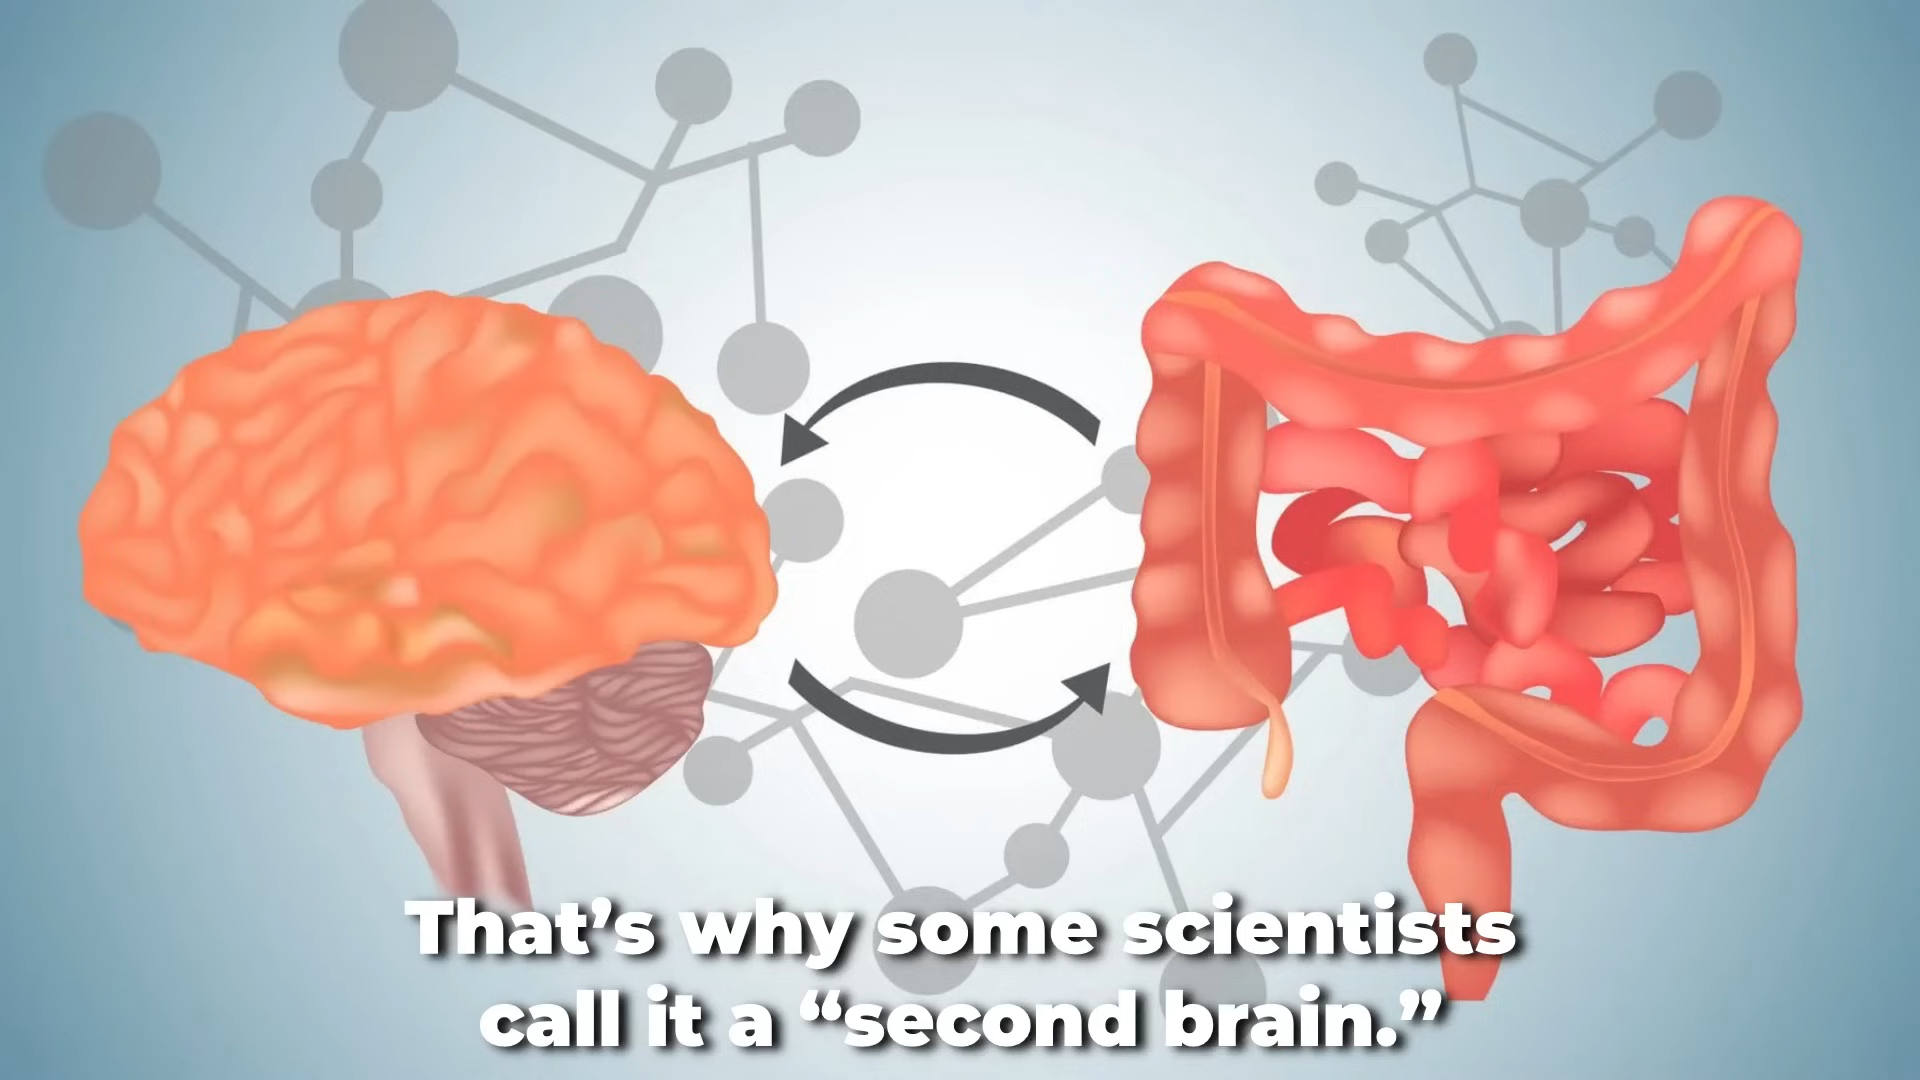 That’s why some scientists
call it a “second brain.”